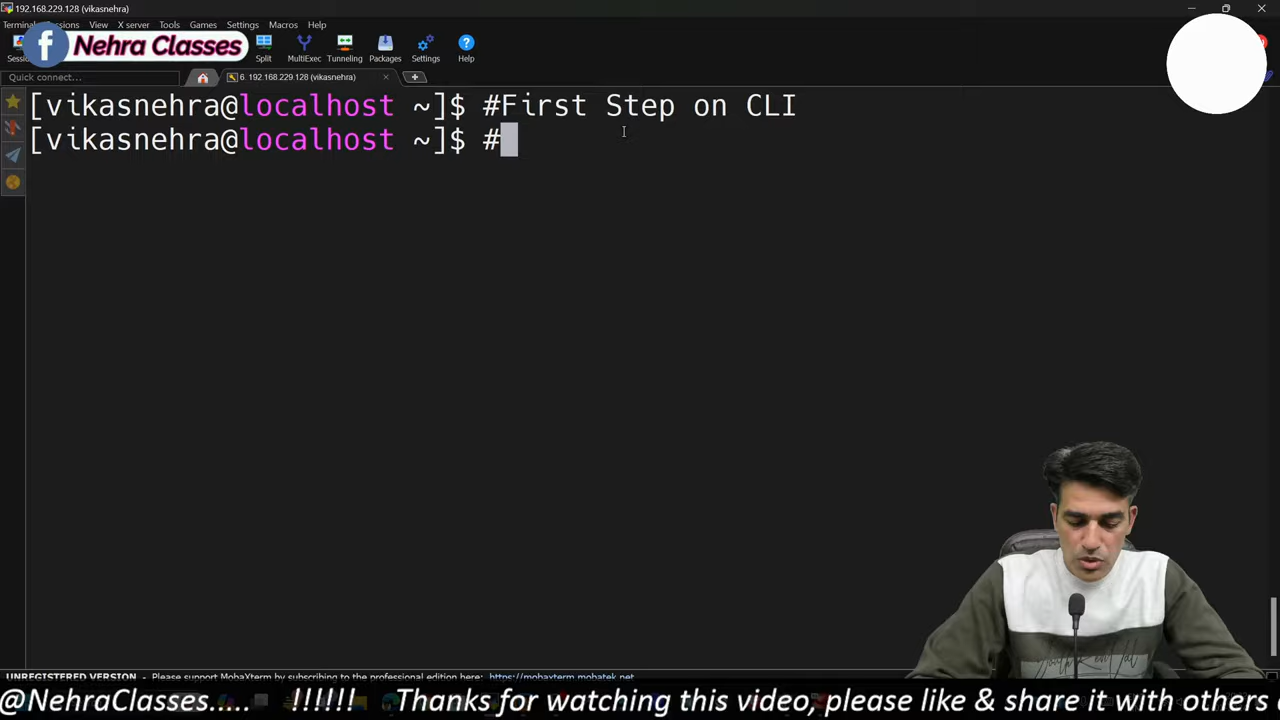 192.168.229.128 (vikasnehra)
Terminal Sessions View X server Tools Games Settings Macros Help
Nehra Classes
Split MultiExec Tunneling Packages Settings Help
Quick connect...
6. 192.168.229.128 (vikasnehra)
[vikasnehra@localhost ~]$ #First Step on CLI
[vikasnehra@localhost ~]$ #
UNREGISTERED VERSION - Please support MobaXterm by subscribing to the professional edition here: https://mobaxterm.mobatek.net
@NehraClasses..... !!!!!! Thanks for watching this video, please like & share it with others